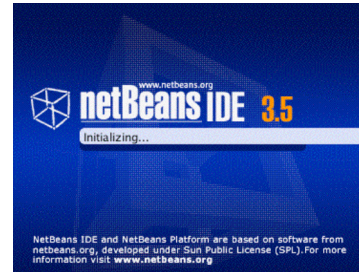 www.netbeans.org
netBeans IDE 3.5
Initializing...
NetBeans IDE and NetBeans Platform are based on software from
netbeans.org, developed under Sun Public License (SPL).For more
information visit www.netbeans.org